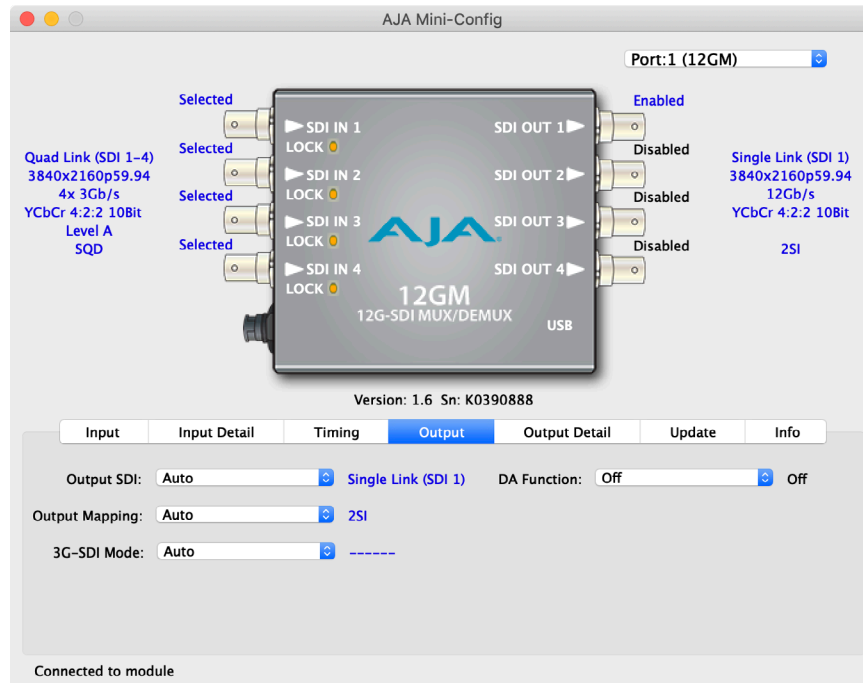 AJA Mini-Config
Port:1 (12GM)
Selected
Enabled
SDI IN 1
SDI OUT 1
LOCK
Selected
Disabled
SDI IN 2
SDI OUT 2
LOCK
Selected
Disabled
SDI IN 3
SDI OUT 3
LOCK
Selected
Disabled
SDI IN 4
SDI OUT 4
LOCK
Quad Link (SDI 1-4)
3840x2160p59.94
4x 3Gb/s
YCbCr 4:2:2 10Bit
Level A
SQD
AJA
12GM
12G-SDI MUX/DEMUX
USB
Single Link (SDI 1)
3840x2160p59.94
12Gb/s
YCbCr 4:2:2 10Bit
2SI
Version: 1.6 Sn: K0390888
Input Input Detail Timing Output Output Detail Update Info
Output SDI: Auto Single Link (SDI 1) DA Function: Off Off
Output Mapping: Auto 2SI
3G-SDI Mode: Auto ------
Connected to module